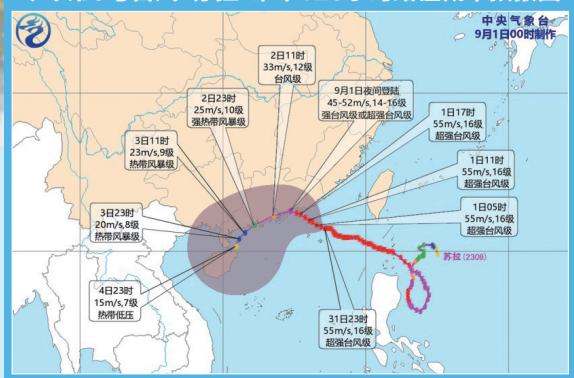 中央气象台
9月1日00时制作
2日11时
33m/s,12级
台风级
2日23时
25m/s,10级
强热带风暴级
9月1日夜间登陆
45-52m/s,14-16级
强台风级或超强台风级
1日17时
55m/s,16级
超强台风级
3日11时
23m/s,9级
热带风暴级
1日11时
55m/s,16级
超强台风级
3日23时
20m/s,8级
热带风暴级
1日05时
55m/s,16级
超强台风级
苏拉(2309)
4日23时
15m/s,7级
热带低压
31日23时
55m/s,16级
超强台风级